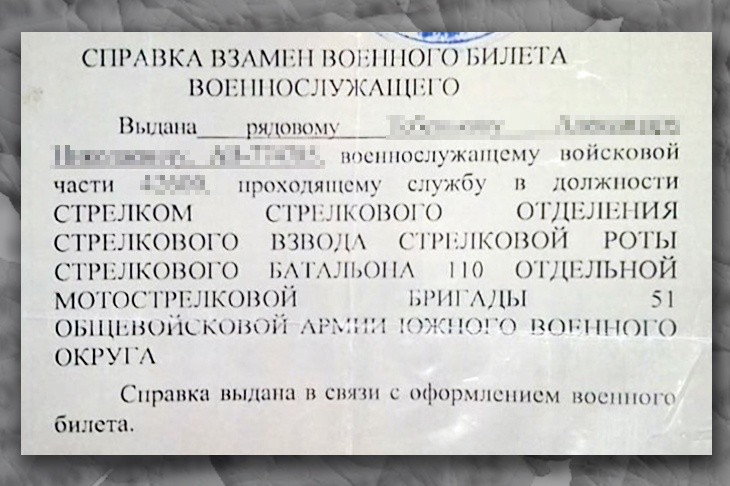 СПРАВКА ВЗАМЕН ВОЕННОГО БИЛЕТА
ВОЕННОСЛУЖАЩЕГО
Выдана рядовому
военнослужащему войсковой
части проходящему службу в должности
СТРЕЛКОМ СТРЕЛКОВОГО ОТДЕЛЕНИЯ
СТРЕЛКОВОГО ВЗВОДА СТРЕЛКОВОЙ РОТЫ
СТРЕЛКОВОГО БАТАЛЬОНА 110 ОТДЕЛЬНОЙ
МОТОСТРЕЛКОВОЙ БРИГАДЫ 51
ОБЩЕВОЙСКОВОЙ АРМИИ ЮЖНОГО ВОЕННОГО
ОКРУГА
Справка выдана в связи с оформлением военного
билета.